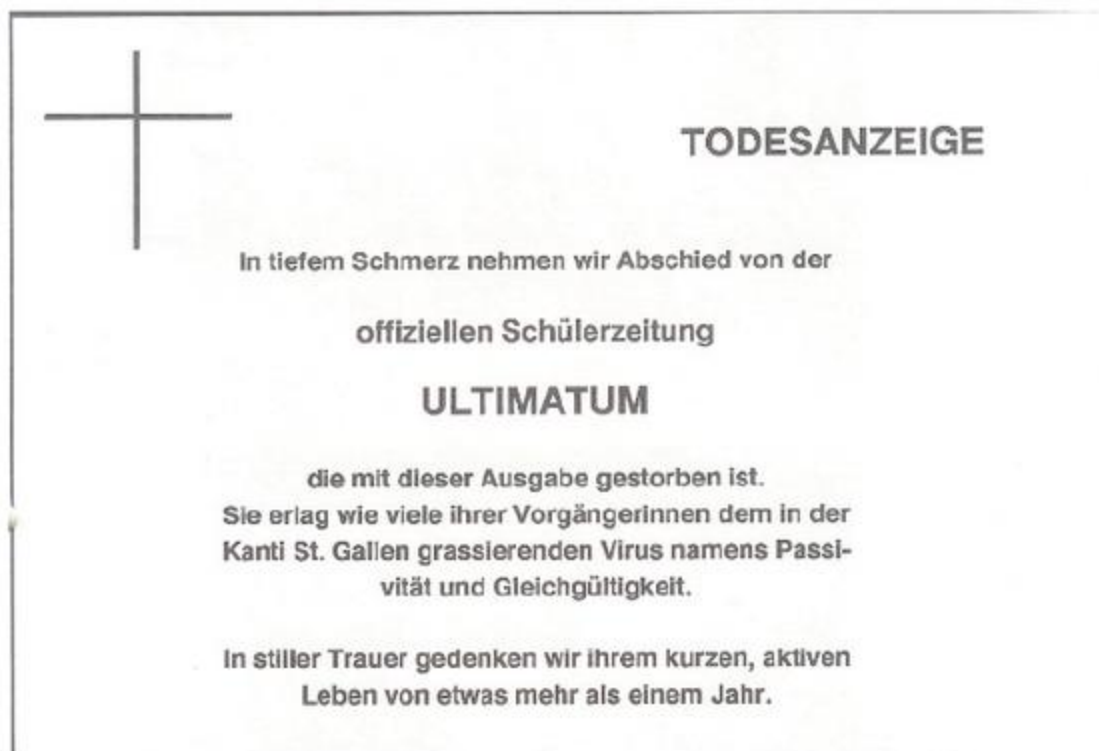 TODESANZEIGE
In tiefem Schmerz nehmen wir Abschied von der
offiziellen Schülerzeitung
ULTIMATUM
die mit dieser Ausgabe gestorben ist.
Sie erlag wie viele ihrer Vorgängerinnen dem in der
Kanti St. Gallen grassierenden Virus namens Passi-
vität und Gleichgültigkeit.
In stiller Trauer gedenken wir ihrem kurzen, aktiven
Leben von etwas mehr als einem Jahr.